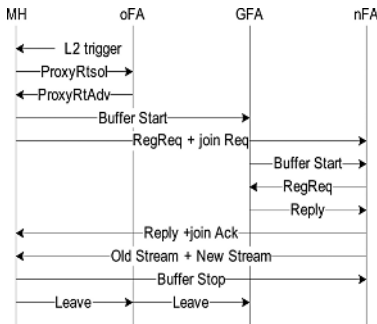 MH oFA GFA nFA
L2 trigger
ProxyRtsol
ProxyRtAdv
Buffer Start
RegReq + join Req
Buffer Start
RegReq
Reply
Reply +join Ack
Old Stream + New Stream
Buffer Stop
Leave Leave